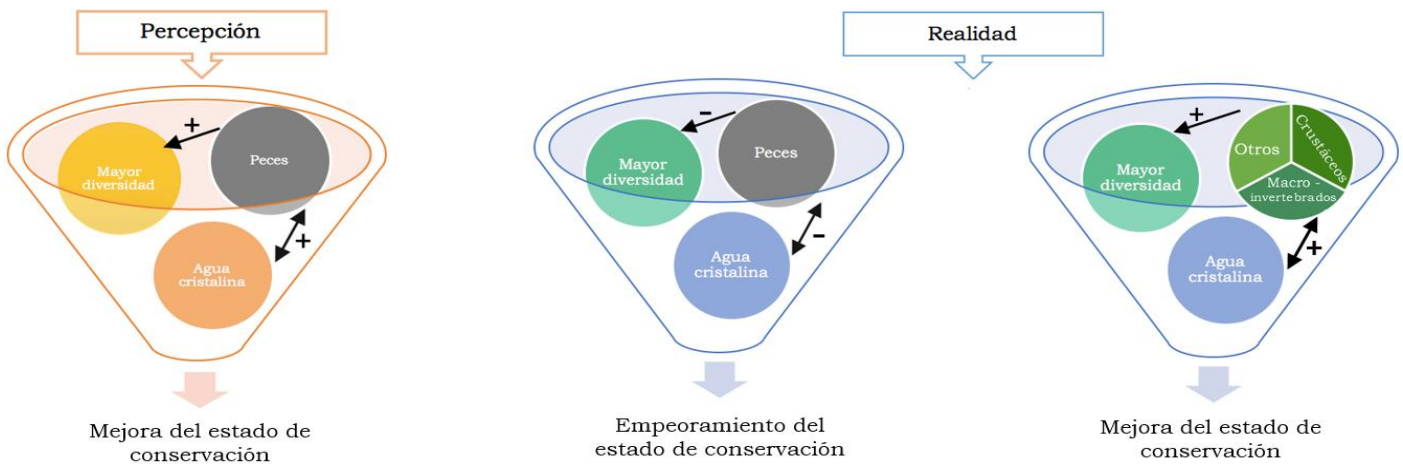 Percepción
+
Mayor
diversidad
Peces
+
Agua
cristalina
Mejora del estado de
conservación
Realidad
-
Mayor
diversidad
Peces
-
Agua
cristalina
Empeoramiento del
estado de conservación
+
Mayor
diversidad
Otros
Crustáceos
Macro -
invertebrados
+
Agua
cristalina
Mejora del estado de
conservación